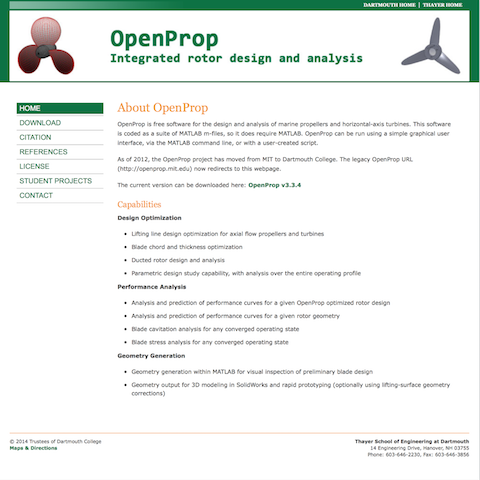 DARTMOUTH HOME | THAYER HOME
OpenProp
Integrated rotor design and analysis
HOME
DOWNLOAD
CITATION
REFERENCES
LICENSE
STUDENT PROJECTS
CONTACT
About OpenProp
OpenProp is free software for the design and analysis of marine propellers and horizontal-axis turbines. This software
is coded as a suite of MATLAB m-files, so it does require MATLAB. OpenProp can be run using a simple graphical user
interface, via the MATLAB command line, or with a user-created script.
As of 2012, the OpenProp project has moved from MIT to Dartmouth College. The legacy OpenProp URL
(http://openprop.mit.edu) now redirects to this webpage.
The current version can be downloaded here: OpenProp v3.3.4
Capabilities
Design Optimization
• Lifting line design optimization for axial flow propellers and turbines
• Blade chord and thickness optimization
• Ducted rotor design and analysis
• Parametric design study capability, with analysis over the entire operating profile
Performance Analysis
• Analysis and prediction of performance curves for a given OpenProp optimized rotor design
• Analysis and prediction of performance curves for a given rotor geometry
• Blade cavitation analysis for any converged operating state
• Blade stress analysis for any converged operating state
Geometry Generation
• Geometry generation within MATLAB for visual inspection of preliminary blade design
• Geometry output for 3D modeling in SolidWorks and rapid prototyping (optionally using lifting-surface geometry
corrections)
© 2014 Trustees of Dartmouth College
Maps & Directions
Thayer School of Engineering at Dartmouth
14 Engineering Drive, Hanover, NH 03755
Phone: 603-646-2230, Fax: 603-646-3856